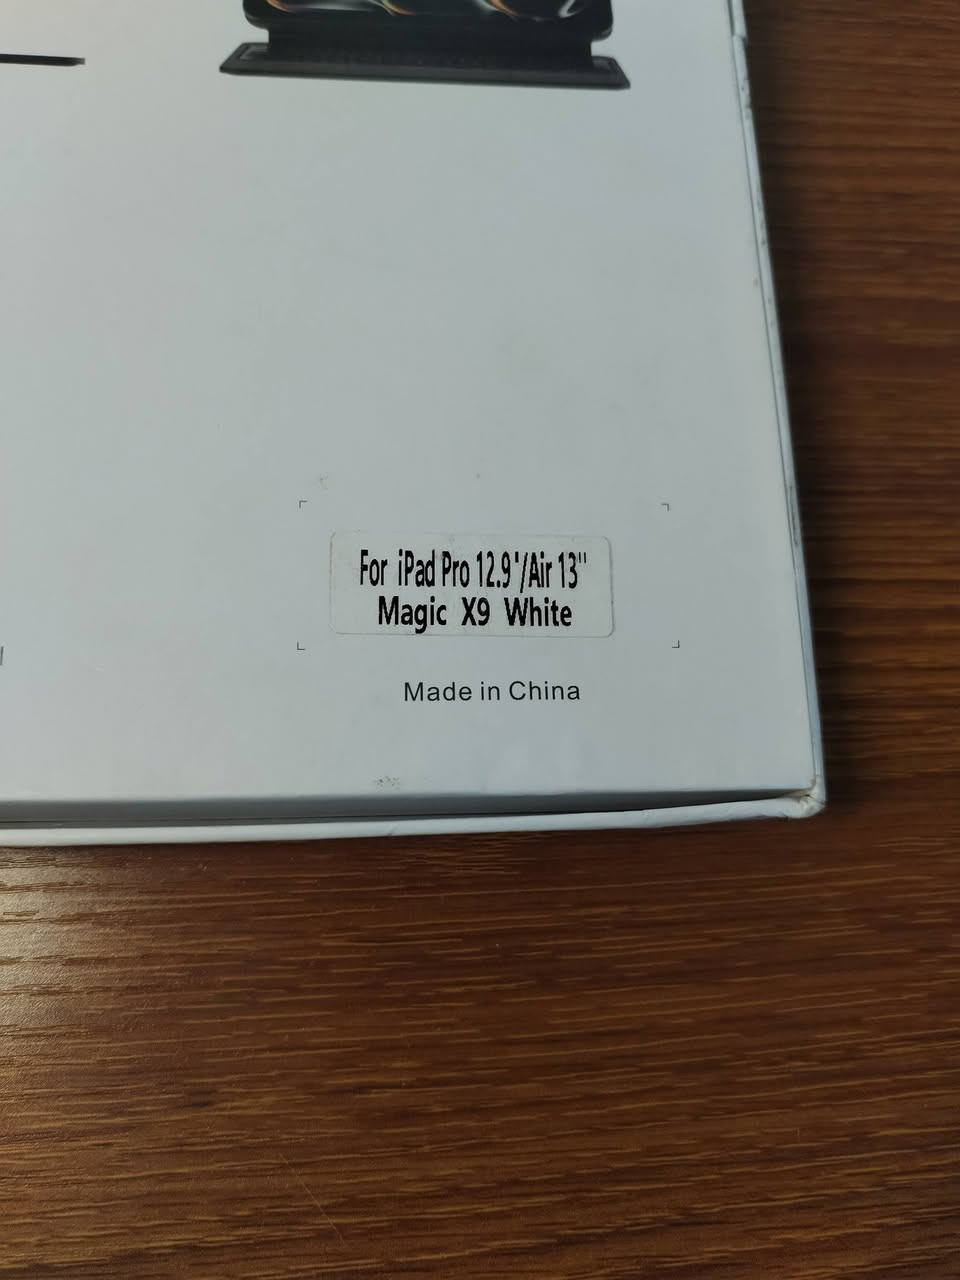 For iPad Pro 12.9'/Air 13''
Magic X9 White
Made in China